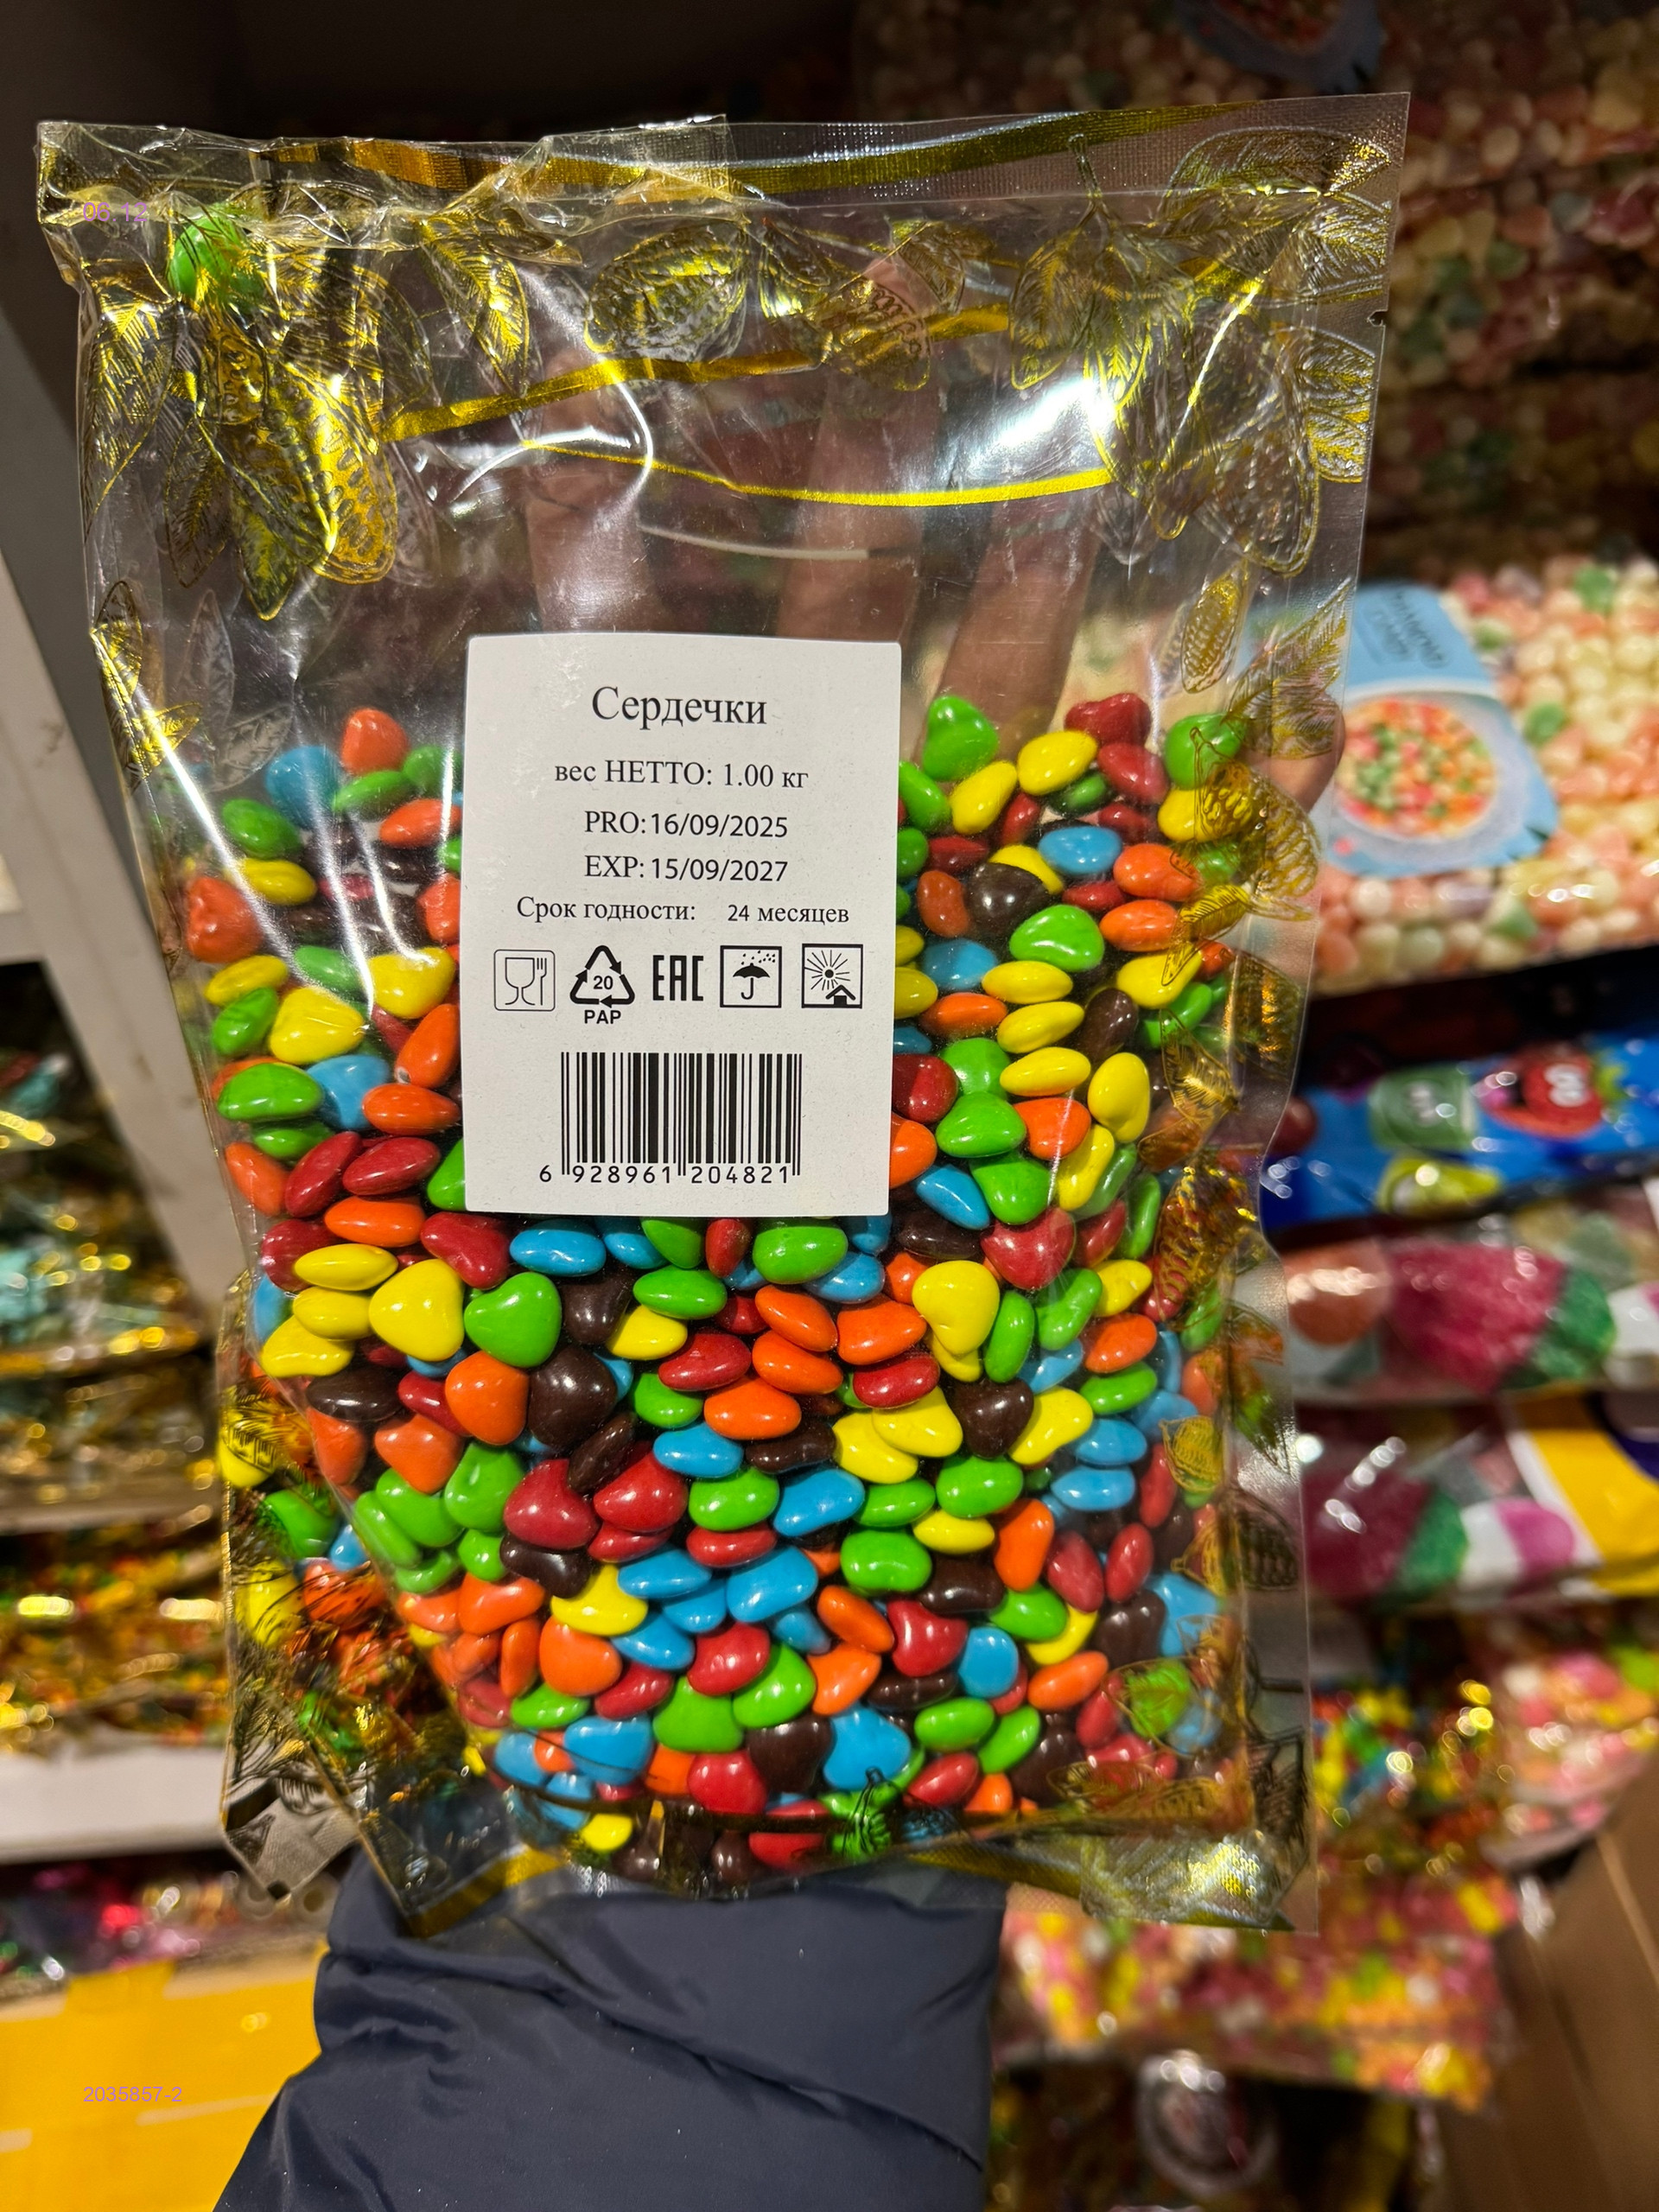 06.12
Сердечки
вес НЕТТО: 1.00 кг
PRO: 16/09/2025
EXP: 15/09/2027
Срок годности: 24 месяцев
20
PAP
EAC
6 928961 204821
2035857-2